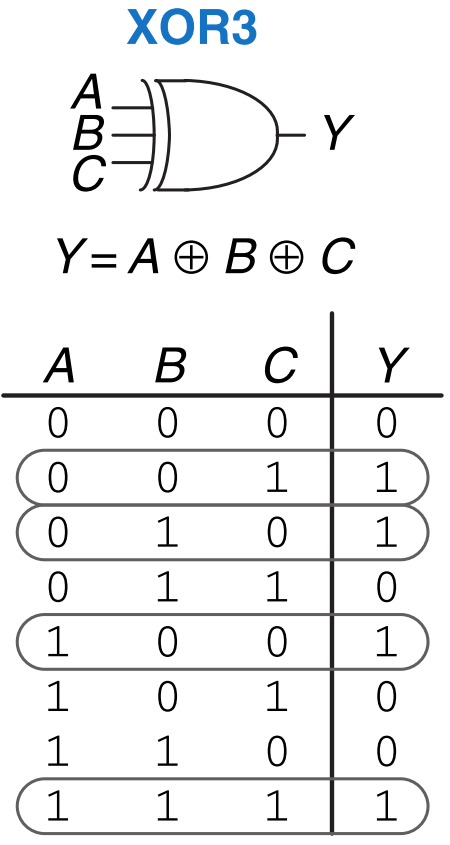 XOR3
A
B
C
Y
Y = A ⊕ B ⊕ C
A B C Y
0 0 0 0
0 0 1 1
0 1 0 1
0 1 1 0
1 0 0 1
1 0 1 0
1 1 0 0
1 1 1 1